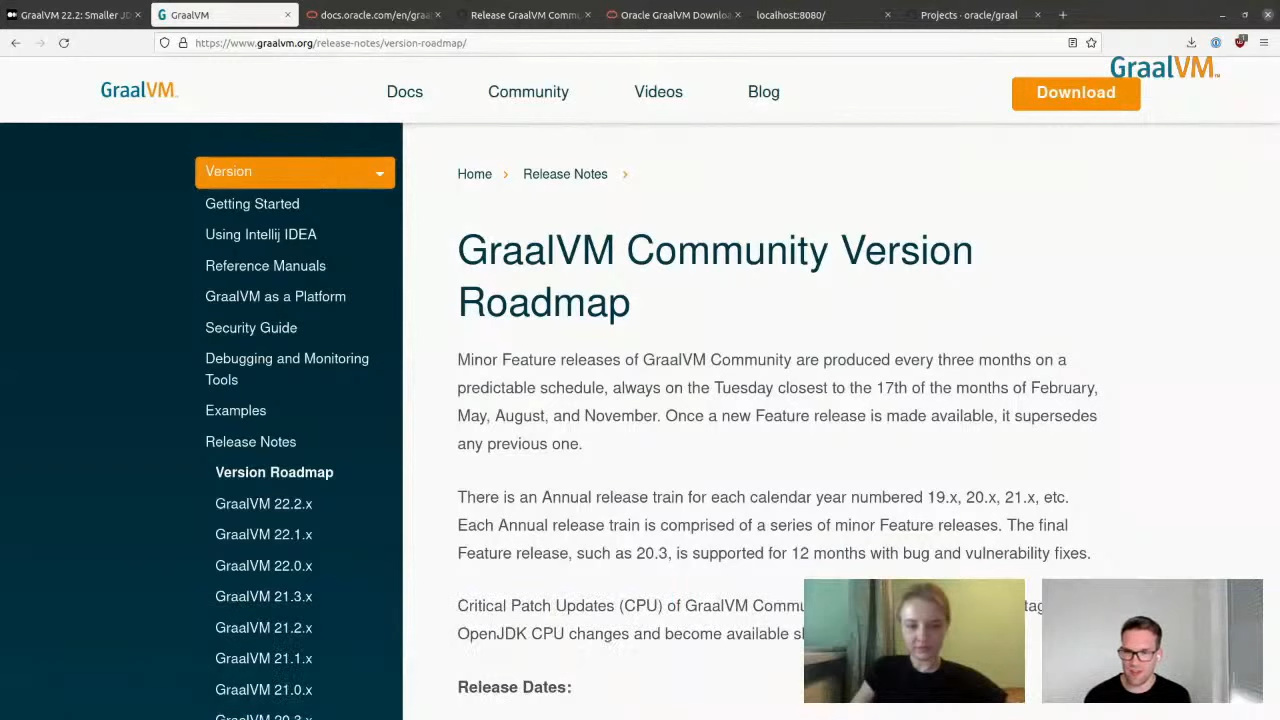 GraalVM 22.2: Smaller JD
GraalVM
docs.oracle.com/en/graa
Release GraalVM Commu
Oracle GraalVM Downloa
localhost:8080/
Projects · oracle/graal
https://www.graalvm.org/release-notes/version-roadmap/
GraalVM
Docs
Community
Videos
Blog
Download
GraalVM™
Version
Getting Started
Using Intellij IDEA
Reference Manuals
GraalVM as a Platform
Security Guide
Debugging and Monitoring
Tools
Examples
Release Notes
Version Roadmap
GraalVM 22.2.x
GraalVM 22.1.x
GraalVM 22.0.x
GraalVM 21.3.x
GraalVM 21.2.x
GraalVM 21.1.x
GraalVM 21.0.x
GraalVM 20.3.x
Home › Release Notes ›
GraalVM Community Version
Roadmap
Minor Feature releases of GraalVM Community are produced every three months on a
predictable schedule, always on the Tuesday closest to the 17th of the months of February,
May, August, and November. Once a new Feature release is made available, it supersedes
any previous one.
There is an Annual release train for each calendar year numbered 19.x, 20.x, 21.x, etc.
Each Annual release train is comprised of a series of minor Feature releases. The final
Feature release, such as 20.3, is supported for 12 months with bug and vulnerability fixes.
Critical Patch Updates (CPU) of GraalVM Commu
OpenJDK CPU changes and become available
Release Dates: